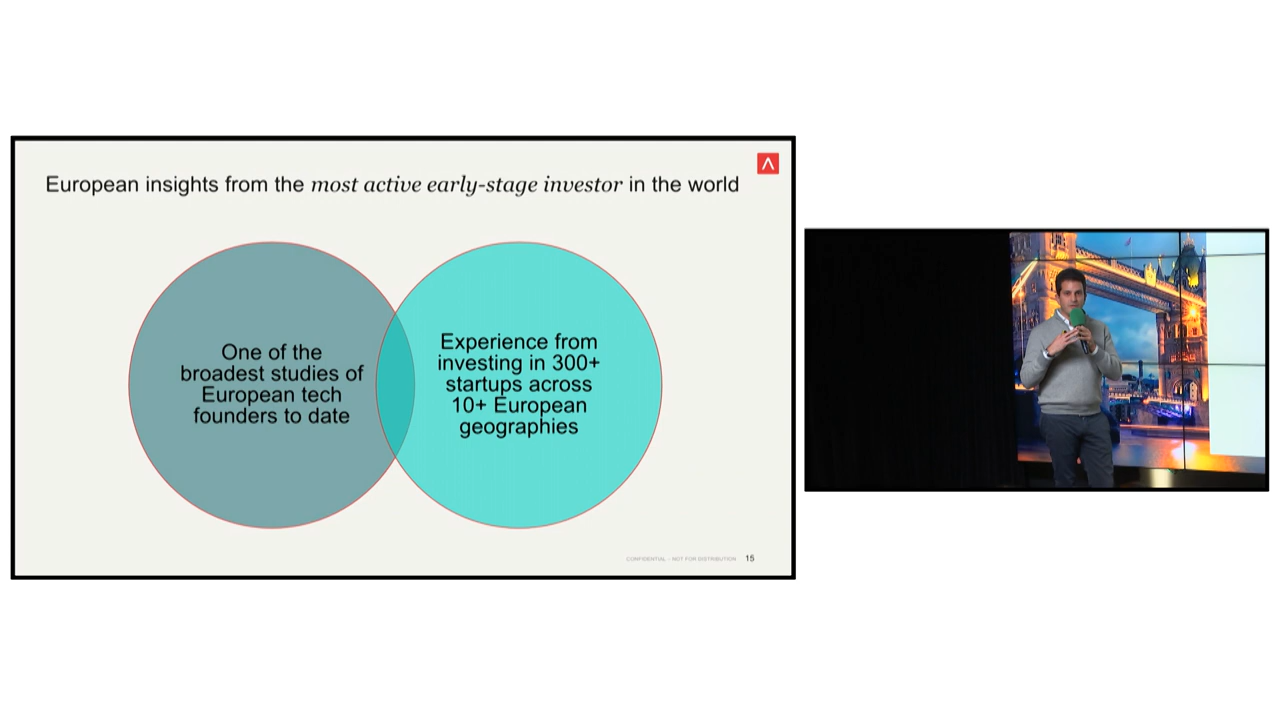 European insights from the most active early-stage investor in the world
One of the
broadest studies of
European tech
founders to date
Experience from
investing in 300+
startups across
10+ European
geographies
CONFIDENTIAL – NOT FOR DISTRIBUTION 15